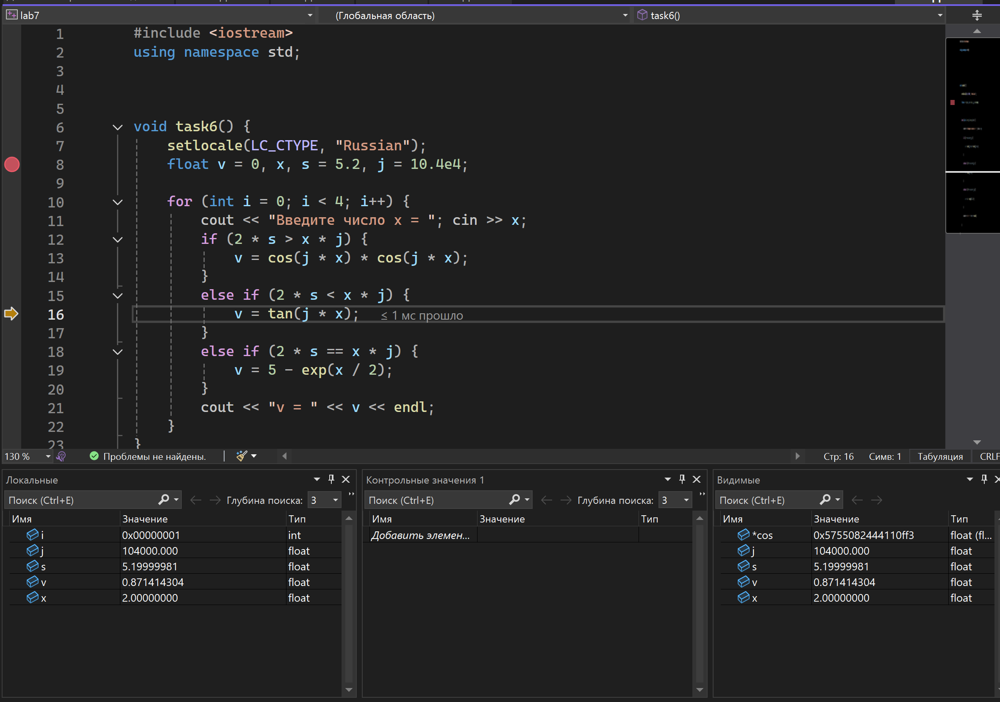 lab7 (Глобальная область) task6()
1 #include <iostream>
2 using namespace std;
3
4
5
6 void task6() {
7 setlocale(LC_CTYPE, "Russian");
8 float v = 0, x, s = 5.2, j = 10.4e4;
9
10 for (int i = 0; i < 4; i++) {
11 cout << "Введите число x = "; cin >> x;
12 if (2 * s > x * j) {
13 v = cos(j * x) * cos(j * x);
14 }
15 else if (2 * s < x * j) {
16 v = tan(j * x); ≤ 1 мс прошло
17 }
18 else if (2 * s == x * j) {
19 v = 5 - exp(x / 2);
20 }
21 cout << "v = " << v << endl;
22 }
23 }
130 % Проблемы не найдены. Стр: 16 Симв: 1 Табуляция CRLF
Локальные
Поиск (Ctrl+E) Глубина поиска: 3
Имя Значение Тип
i 0x00000001 int
j 104000.000 float
s 5.19999981 float
v 0.871414304 float
x 2.00000000 float
Контрольные значения 1
Поиск (Ctrl+E) Глубина поиска: 3
Имя Значение Тип
Добавить элемен...
Видимые
Поиск (Ctrl+E)
Имя Значение Тип
*cos 0x5755082444110ff3 float (fl...
j 104000.000 float
s 5.19999981 float
v 0.871414304 float
x 2.00000000 float